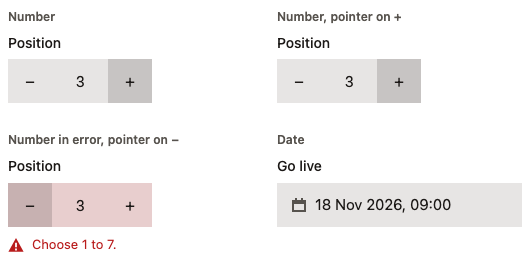 Number
Position
− 3 +
Number, pointer on +
Position
− 3 +
Number in error, pointer on −
Position
− 3 +
Choose 1 to 7.
Date
Go live
18 Nov 2026, 09:00